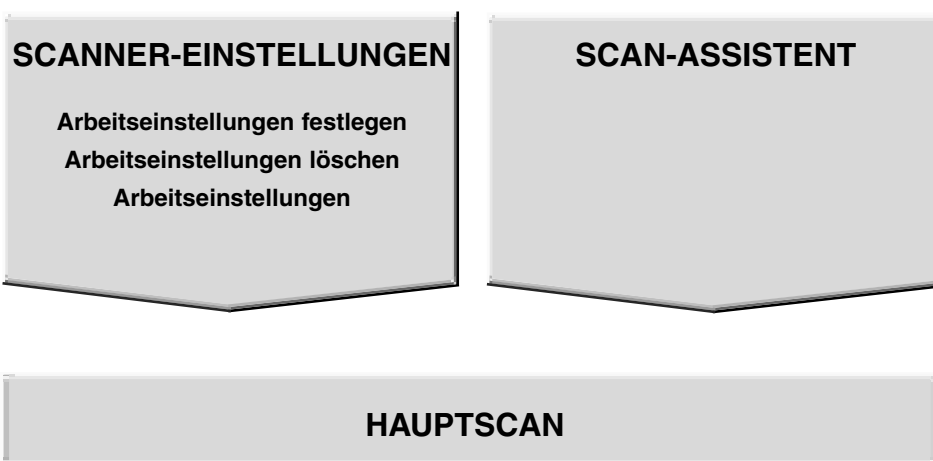 SCANNER-EINSTELLUNGEN
Arbeitseinstellungen festlegen
Arbeitseinstellungen löschen
Arbeitseinstellungen
SCAN-ASSISTENT
HAUPTSCAN